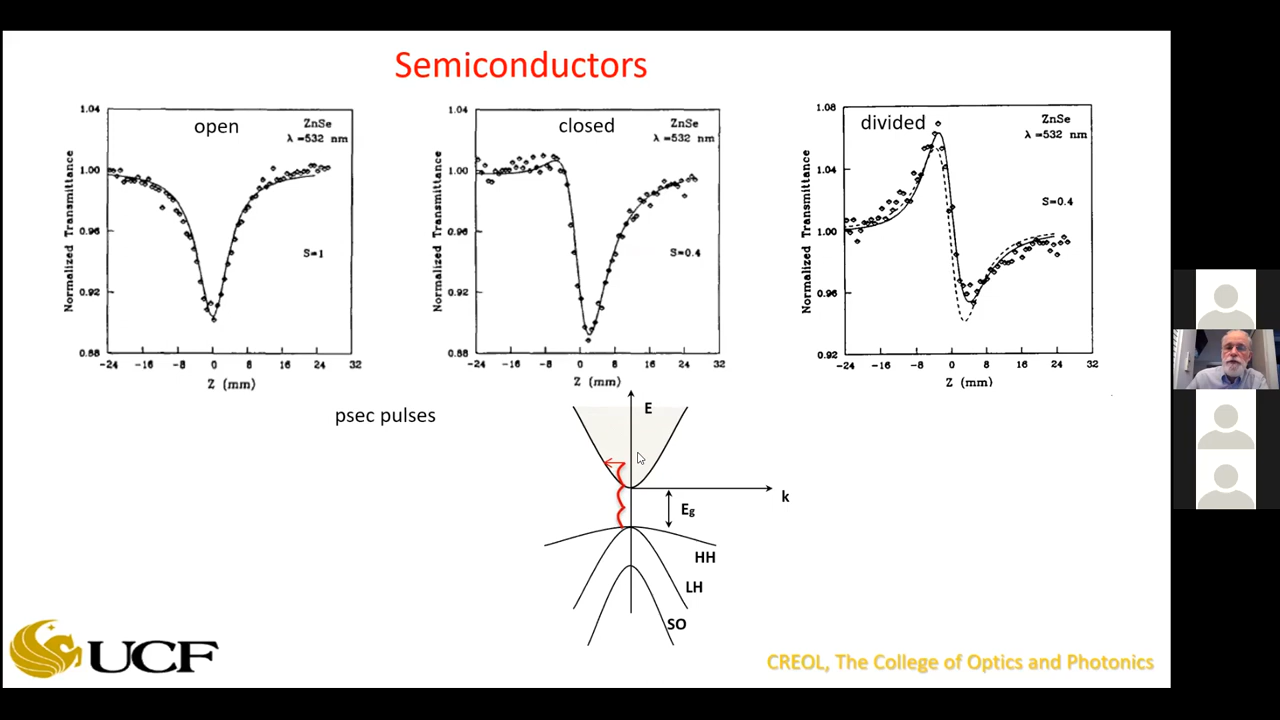 Semiconductors
1.04
1.00
0.96
0.92
0.88
Normalized Transmittance
open
ZnSe
λ =532 nm
S=1
-24 -16 -8 0 8 16 24 32
Z (mm)
1.04
1.00
0.96
0.92
0.88
Normalized Transmittance
closed
ZnSe
λ =532 nm
S=0.4
-24 -16 -8 0 8 16 24 32
Z (mm)
1.08
1.04
1.00
0.96
0.92
Normalized Transmittance
divided
ZnSe
λ =532 nm
S=0.4
-24 -16 -8 0 8 16 24 32
Z (mm)
psec pulses
E
k
Eg
HH
LH
SO
UCF
CREOL, The College of Optics and Photonics